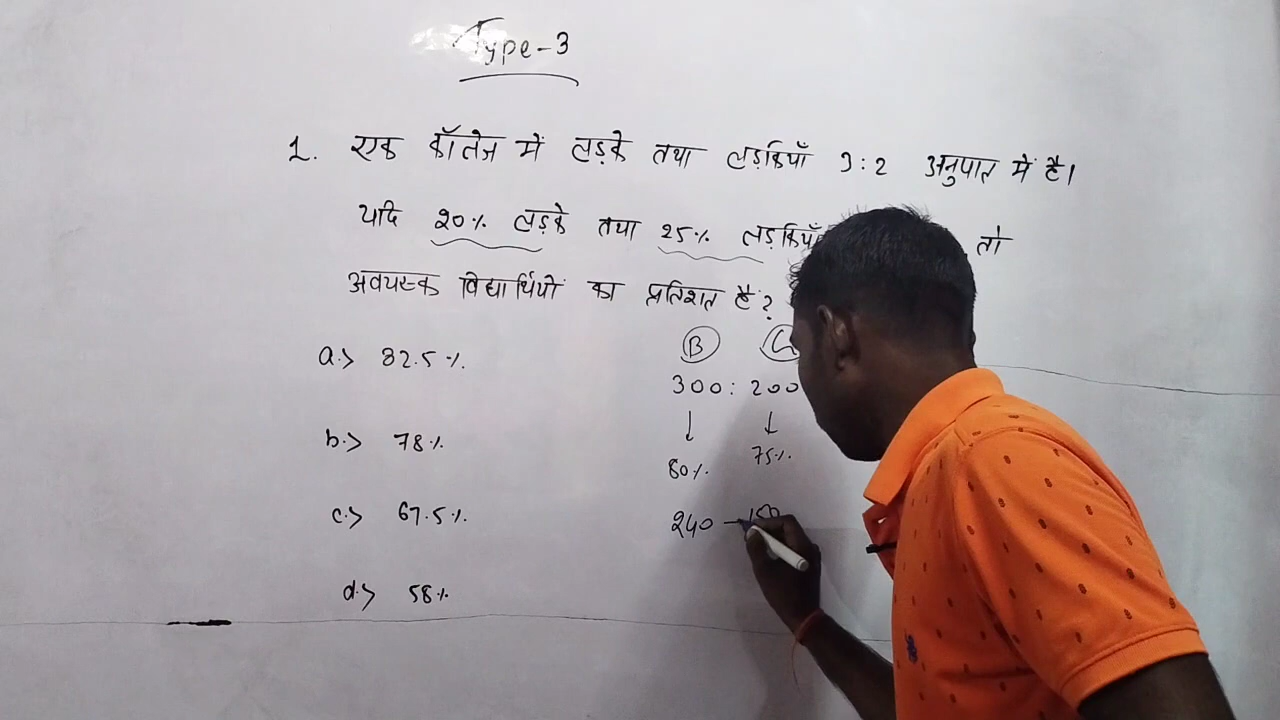 Type-3
1. एक कॉलेज में लड़के तथा लड़कियाँ 3:2 अनुपात में है।
यदि 20% लड़के तथा 25% लड़कियाँ तो
अवयस्क विद्यार्थियों का प्रतिशत है?
a.> 82.5%.
b.> 78%
c.> 67.5%
d.> 58%
B G
300 : 200
↓ ↓
80% 75%
240 150